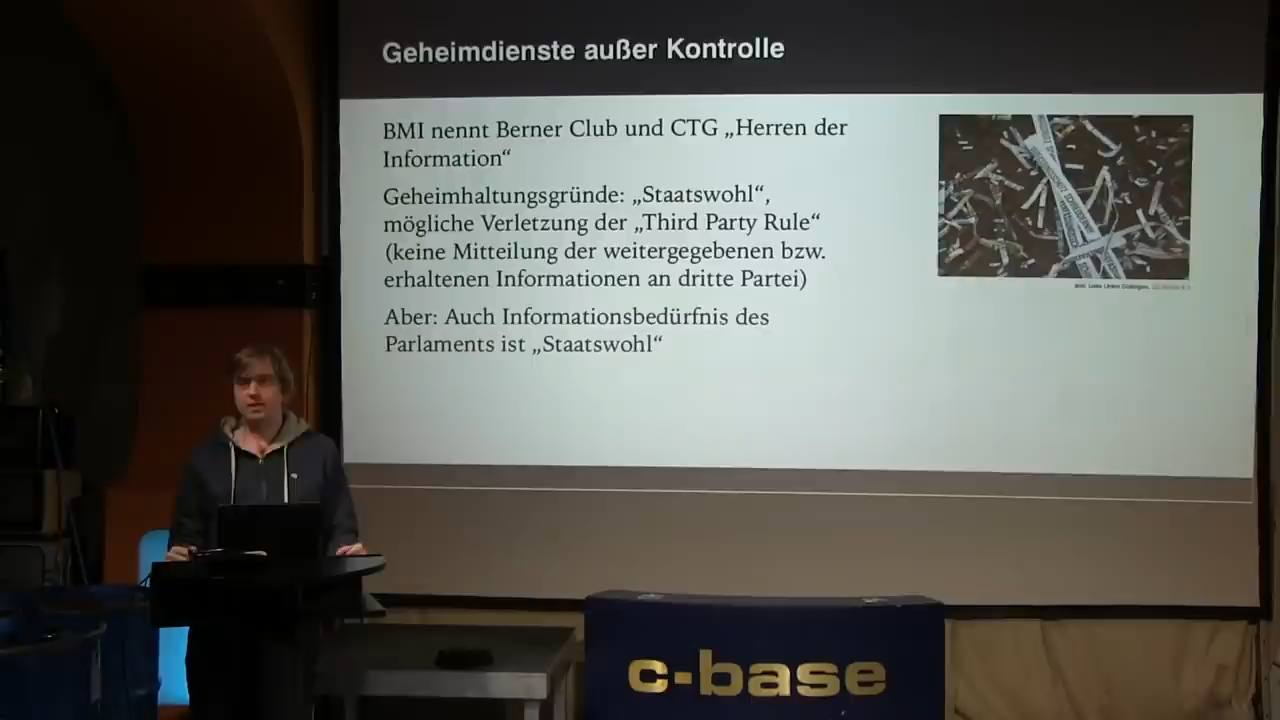 Geheimdienste außer Kontrolle
BMI nennt Berner Club und CTG „Herren der
Information“
Geheimhaltungsgründe: „Staatswohl“,
mögliche Verletzung der „Third Party Rule“
(keine Mitteilung der weitergegebenen bzw.
erhaltenen Informationen an dritte Partei)
Aber: Auch Informationsbedürfnis des
Parlaments ist „Staatswohl“
c-base